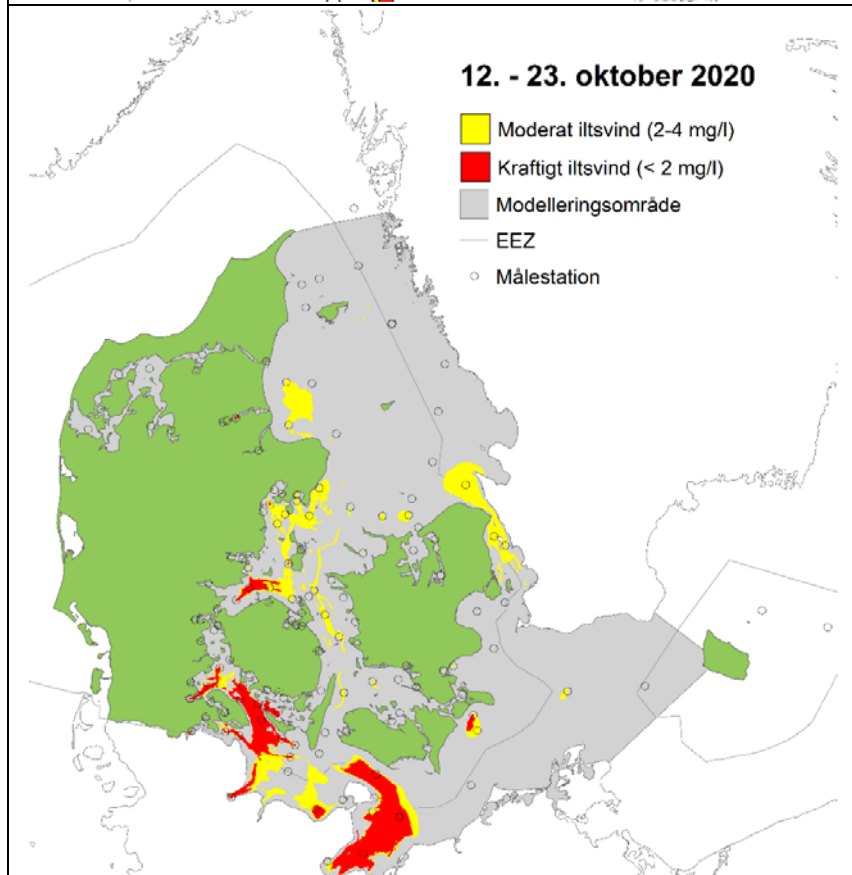 12. - 23. oktober 2020
Moderat iltsvind (2-4 mg/l)
Kraftigt iltsvind (< 2 mg/l)
Modelleringsområde
EEZ
Målestation